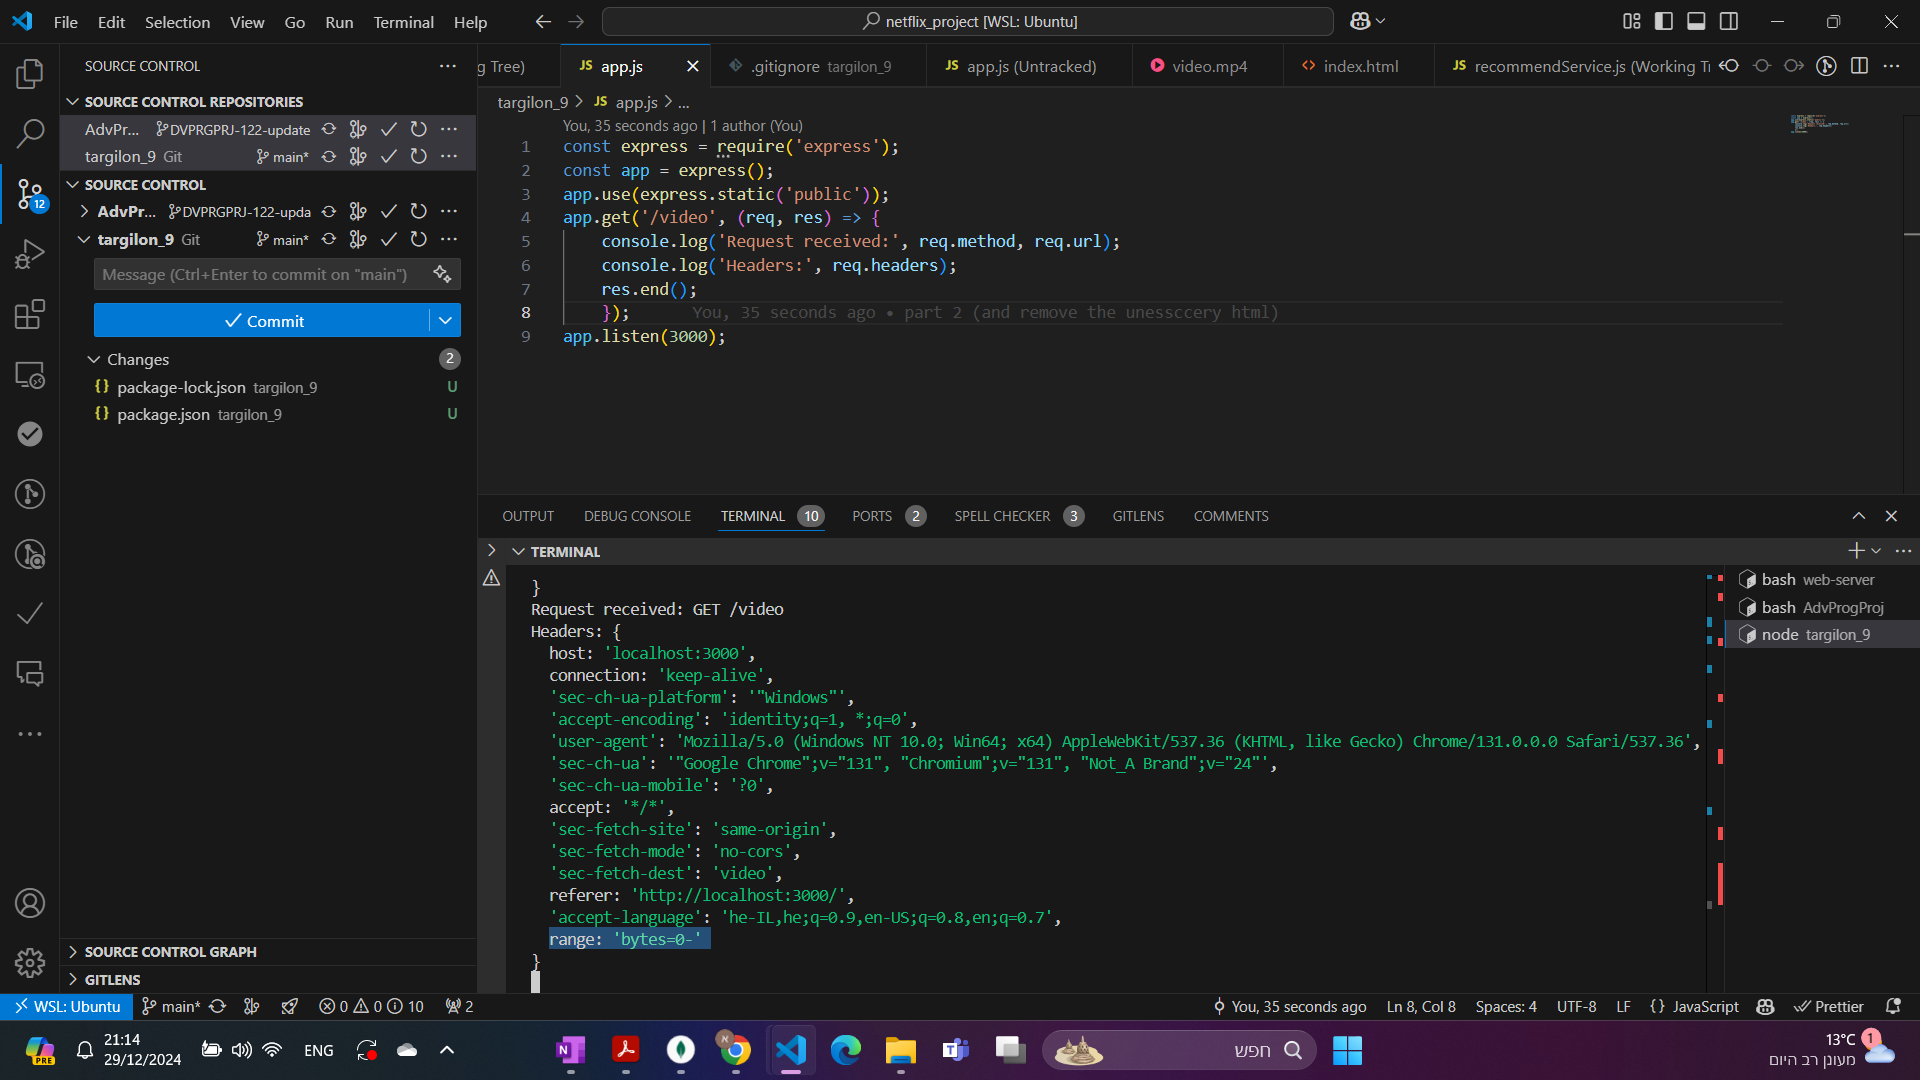 File Edit Selection View Go Run Terminal Help
netflix_project [WSL: Ubuntu]
SOURCE CONTROL
SOURCE CONTROL REPOSITORIES
AdvPr... DVPRGPRJ-122-update
targilon_9 Git main*
SOURCE CONTROL
AdvPr... DVPRGPRJ-122-upda
targilon_9 Git main*
Message (Ctrl+Enter to commit on "main")
Commit
Changes 2
package-lock.json targilon_9 U
package.json targilon_9 U
SOURCE CONTROL GRAPH
GITLENS
12
g Tree) JS app.js .gitignore targilon_9 JS app.js (Untracked) video.mp4 index.html JS recommendService.js (Working Tr
targilon_9 > JS app.js > ...
You, 35 seconds ago | 1 author (You)
1 const express = require('express');
2 const app = express();
3 app.use(express.static('public'));
4 app.get('/video', (req, res) => {
5 console.log('Request received:', req.method, req.url);
6 console.log('Headers:', req.headers);
7 res.end();
8 }); You, 35 seconds ago • part 2 (and remove the unessccery html)
9 app.listen(3000);
OUTPUT DEBUG CONSOLE TERMINAL 10 PORTS 2 SPELL CHECKER 3 GITLENS COMMENTS
TERMINAL
}
Request received: GET /video
Headers: {
host: 'localhost:3000',
connection: 'keep-alive',
'sec-ch-ua-platform': '"Windows"',
'accept-encoding': 'identity;q=1, *;q=0',
'user-agent': 'Mozilla/5.0 (Windows NT 10.0; Win64; x64) AppleWebKit/537.36 (KHTML, like Gecko) Chrome/131.0.0.0 Safari/537.36',
'sec-ch-ua': '"Google Chrome";v="131", "Chromium";v="131", "Not_A Brand";v="24"',
'sec-ch-ua-mobile': '?0',
accept: '*/*',
'sec-fetch-site': 'same-origin',
'sec-fetch-mode': 'no-cors',
'sec-fetch-dest': 'video',
referer: 'http://localhost:3000/',
'accept-language': 'he-IL,he;q=0.9,en-US;q=0.8,en;q=0.7',
range: 'bytes=0-'
}
bash web-server
bash AdvProgProj
node targilon_9
WSL: Ubuntu main* 0 0 10 2 You, 35 seconds ago Ln 8, Col 8 Spaces: 4 UTF-8 LF {} JavaScript Prettier
PRE
21:14
29/12/2024
ENG
חפש
13°C
מעונן רב היום
1